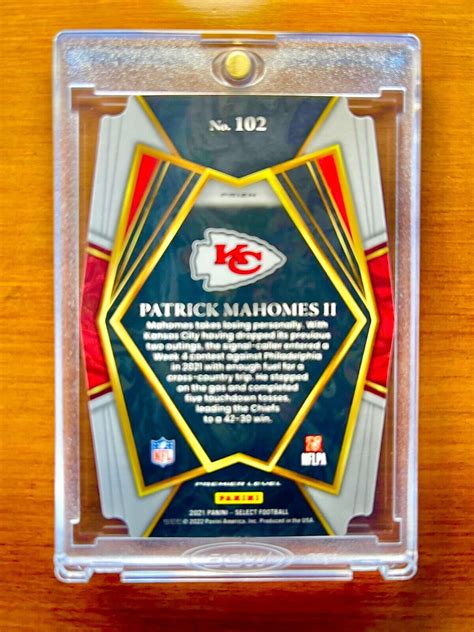 No. 102
PRIZM
KC
PATRICK MAHOMES II
Mahomes takes losing personally. With
Kansas City having dropped its previous
two outings, the signal-caller entered a
Week 4 contest against Philadelphia
in 2021 with enough fuel for a
cross-country trip. He stepped
on the gas and completed
five touchdown tosses,
leading the Chiefs
to a 42-30 win.
NFL
NFLPA
PREMIER LEVEL
PANINI
2021 PANINI - SELECT FOOTBALL
© 2022 Panini America, Inc. Produced in the USA.